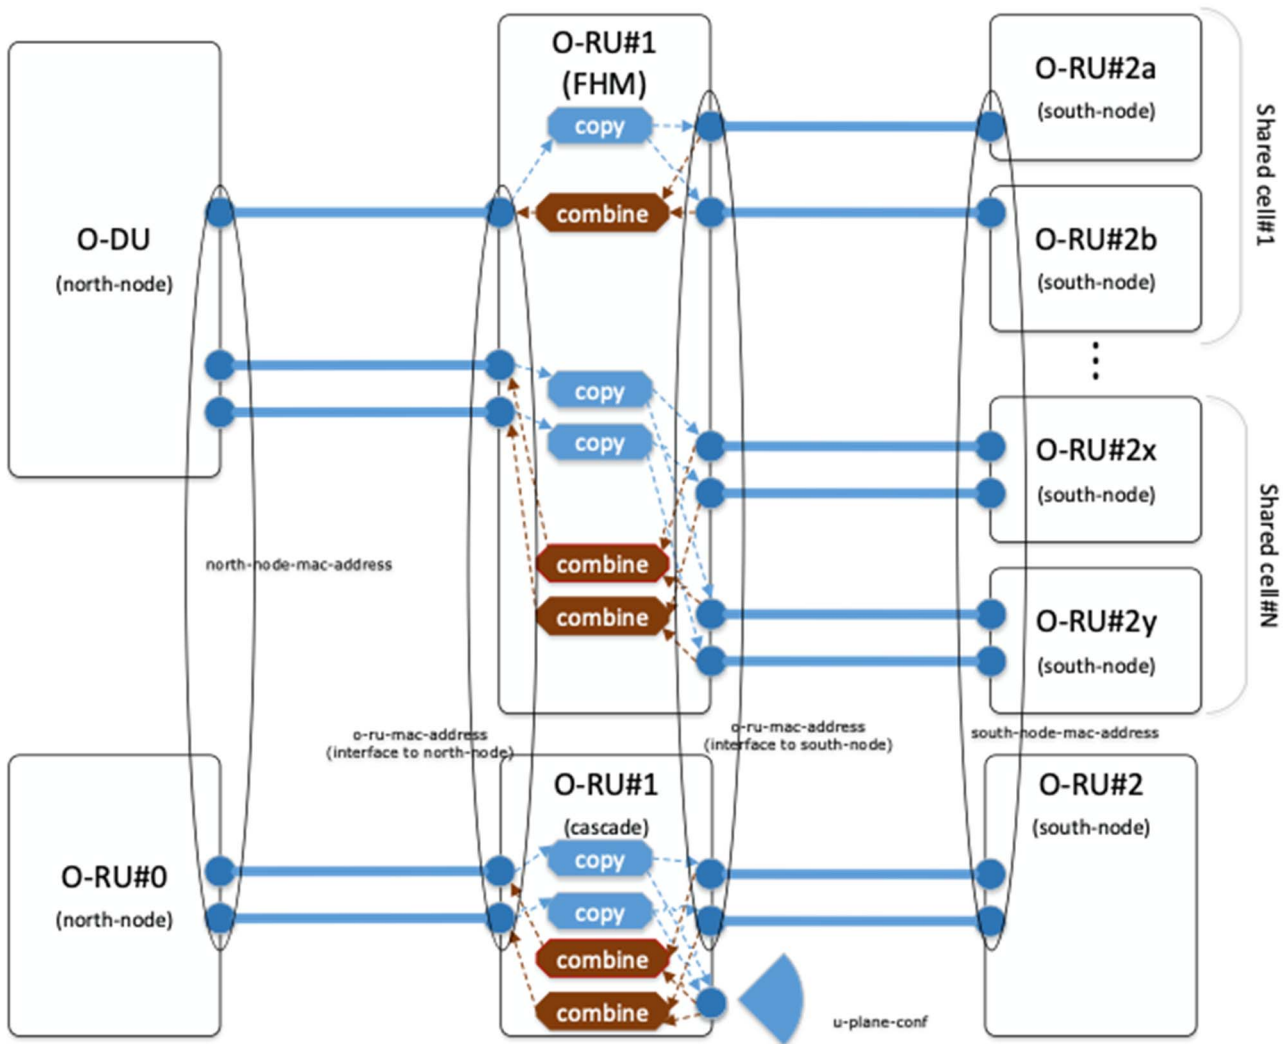 O-RU#1
(FHM)
O-RU#2a
(south-node)
Shared cell#1
copy
combine
O-DU
(north-node)
O-RU#2b
(south-node)
copy
copy
O-RU#2x
(south-node)
Shared cell#N
combine
combine
north-node-mac-address
O-RU#2y
(south-node)
o-ru-mac-address
(interface to north-node)
o-ru-mac-address
(interface to south-node)
south-node-mac-address
O-RU#1
(cascade)
O-RU#2
(south-node)
copy
O-RU#0
(north-node)
copy
combine
combine
u-plane-conf